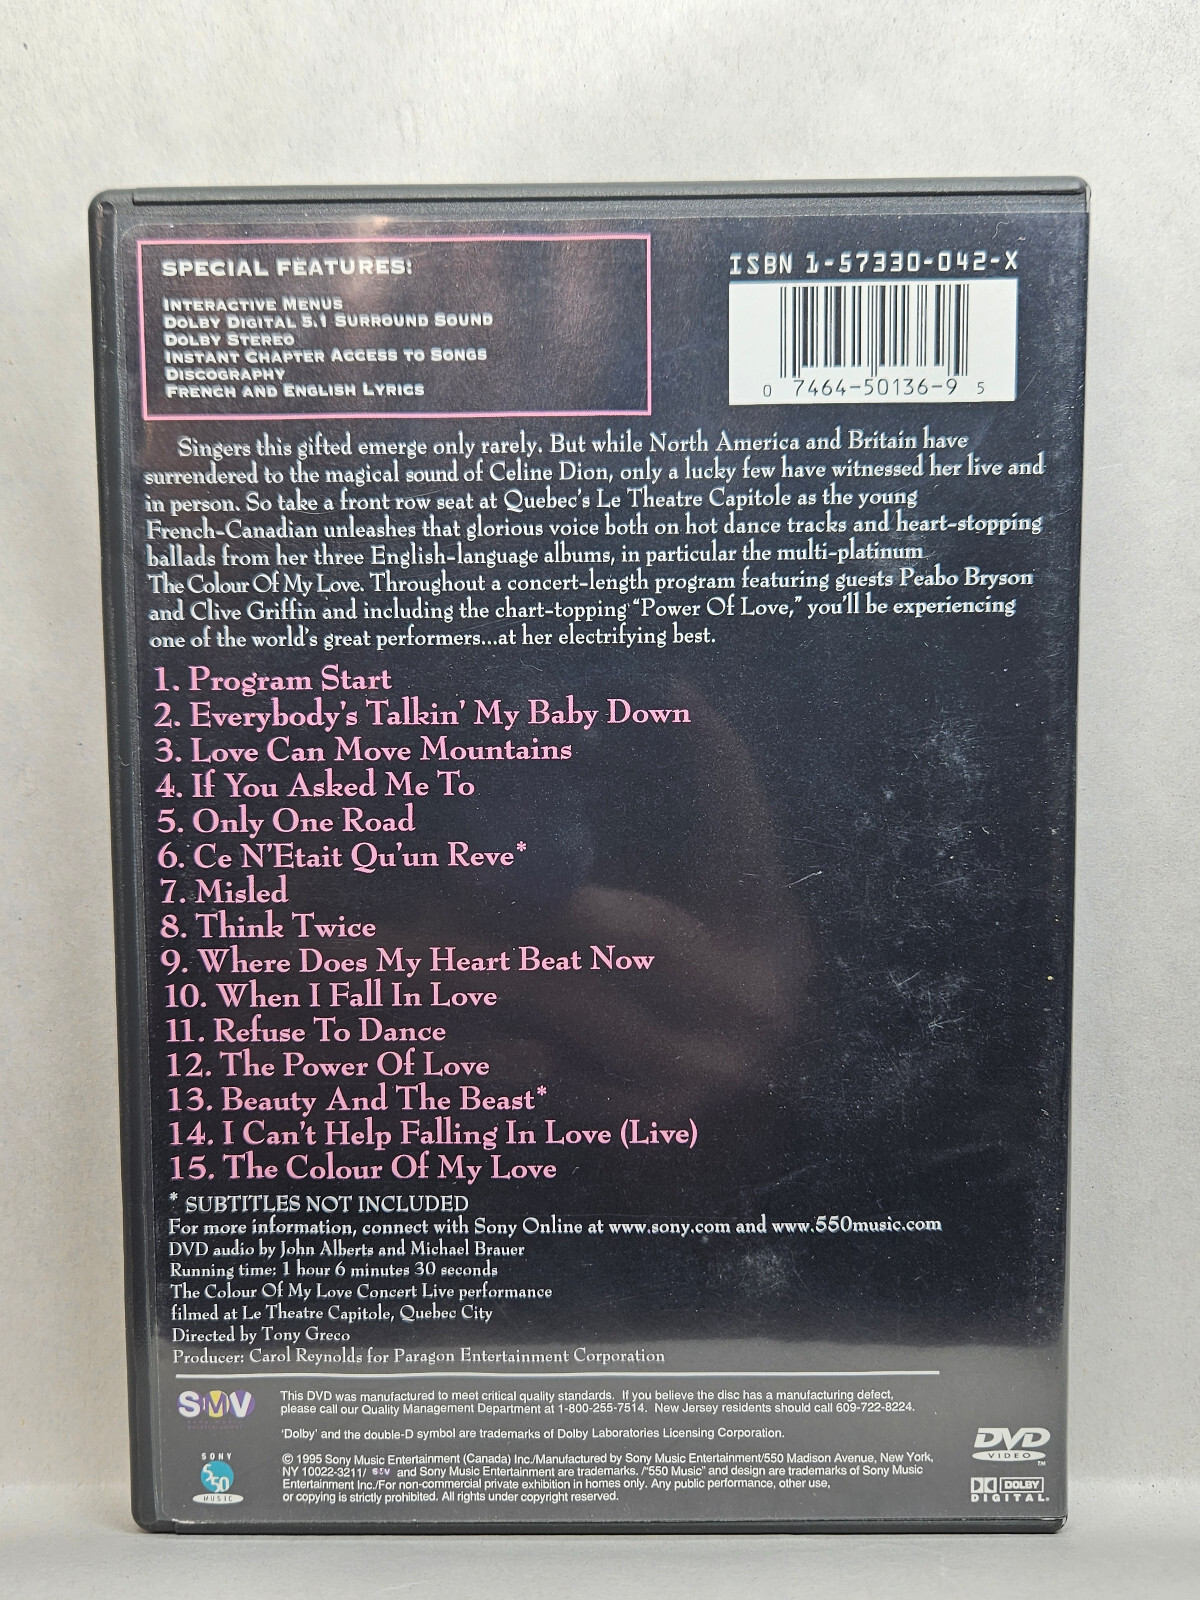 SPECIAL FEATURES:
INTERACTIVE MENUS
DOLBY DIGITAL 5.1 SURROUND SOUND
DOLBY STEREO
INSTANT CHAPTER ACCESS TO SONGS
DISCOGRAPHY
FRENCH AND ENGLISH LYRICS
ISBN 1-57330-042-X
0 7464-50136-9 5
Singers this gifted emerge only rarely. But while North America and Britain have
surrendered to the magical sound of Celine Dion, only a lucky few have witnessed her live and
in person. So take a front row seat at Quebec's Le Theatre Capitole as the young
French-Canadian unleashes that glorious voice both on hot dance tracks and heart-stopping
ballads from her three English-language albums, in particular the multi-platinum
The Colour Of My Love. Throughout a concert-length program featuring guests Peabo Bryson
and Clive Griffin and including the chart-topping "Power Of Love," you'll be experiencing
one of the world's great performers...at her electrifying best.
1. Program Start
2. Everybody's Talkin' My Baby Down
3. Love Can Move Mountains
4. If You Asked Me To
5. Only One Road
6. Ce N'Etait Qu'un Reve*
7. Misled
8. Think Twice
9. Where Does My Heart Beat Now
10. When I Fall In Love
11. Refuse To Dance
12. The Power Of Love
13. Beauty And The Beast*
14. I Can't Help Falling In Love (Live)
15. The Colour Of My Love
* SUBTITLES NOT INCLUDED
For more information, connect with Sony Online at www.sony.com and www.550music.com
DVD audio by John Alberts and Michael Brauer
Running time: 1 hour 6 minutes 30 seconds
The Colour Of My Love Concert Live performance
filmed at Le Theatre Capitole, Quebec City
Directed by Tony Greco
Producer: Carol Reynolds for Paragon Entertainment Corporation
SMV
This DVD was manufactured to meet critical quality standards. If you believe the disc has a manufacturing defect,
please call our Quality Management Department at 1-800-255-7514. New Jersey residents should call 609-722-8224.
'Dolby' and the double-D symbol are trademarks of Dolby Laboratories Licensing Corporation.
SONY
550
MUSIC
© 1995 Sony Music Entertainment (Canada) Inc./Manufactured by Sony Music Entertainment/550 Madison Avenue, New York,
NY 10022-3211/ SMV and Sony Music Entertainment are trademarks. /"550 Music" and design are trademarks of Sony Music
Entertainment Inc./For non-commercial private exhibition in homes only. Any public performance, other use,
or copying is strictly prohibited. All rights under copyright reserved.
DVD
VIDEO
TM
DOLBY
DIGITAL